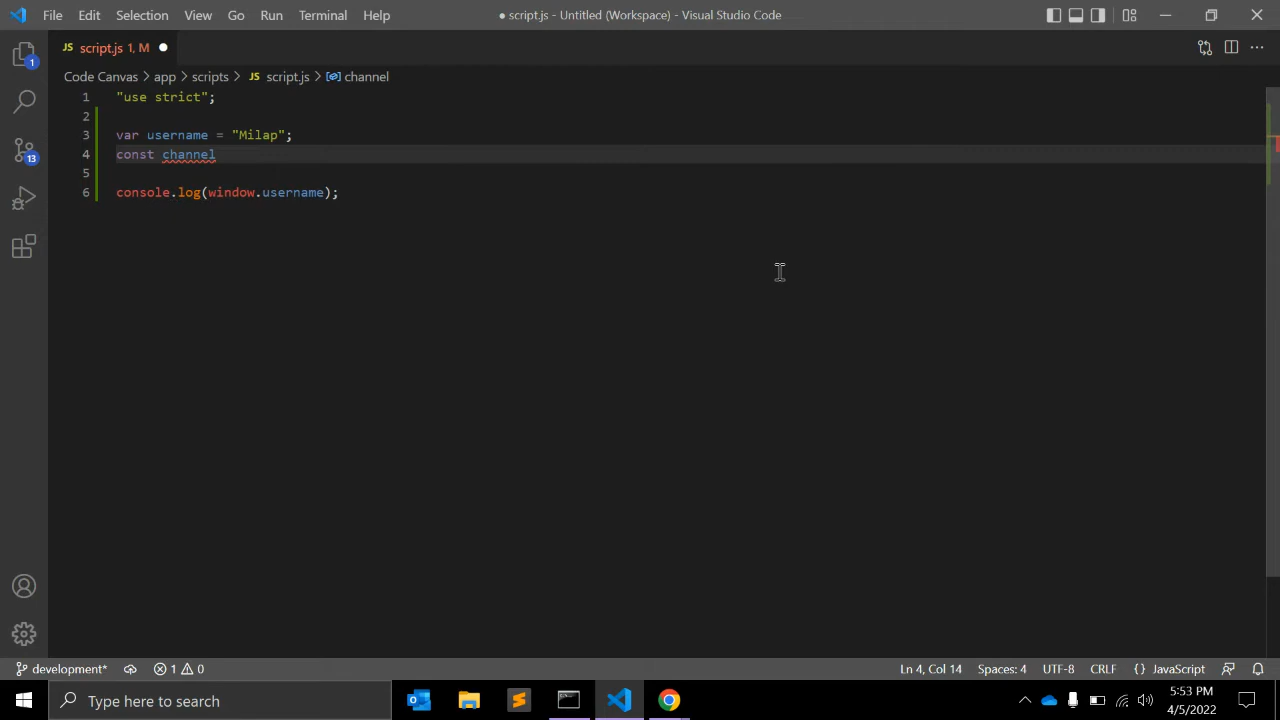 File Edit Selection View Go Run Terminal Help
● script.js - Untitled (Workspace) - Visual Studio Code
JS script.js 1, M ●
1
Code Canvas > app > scripts > JS script.js > channel
1 "use strict";
2
3 var username = "Milap";
4 const channel
5
6 console.log(window.username);
13
development* 1 0
Ln 4, Col 14 Spaces: 4 UTF-8 CRLF {} JavaScript
Type here to search
5:53 PM
4/5/2022